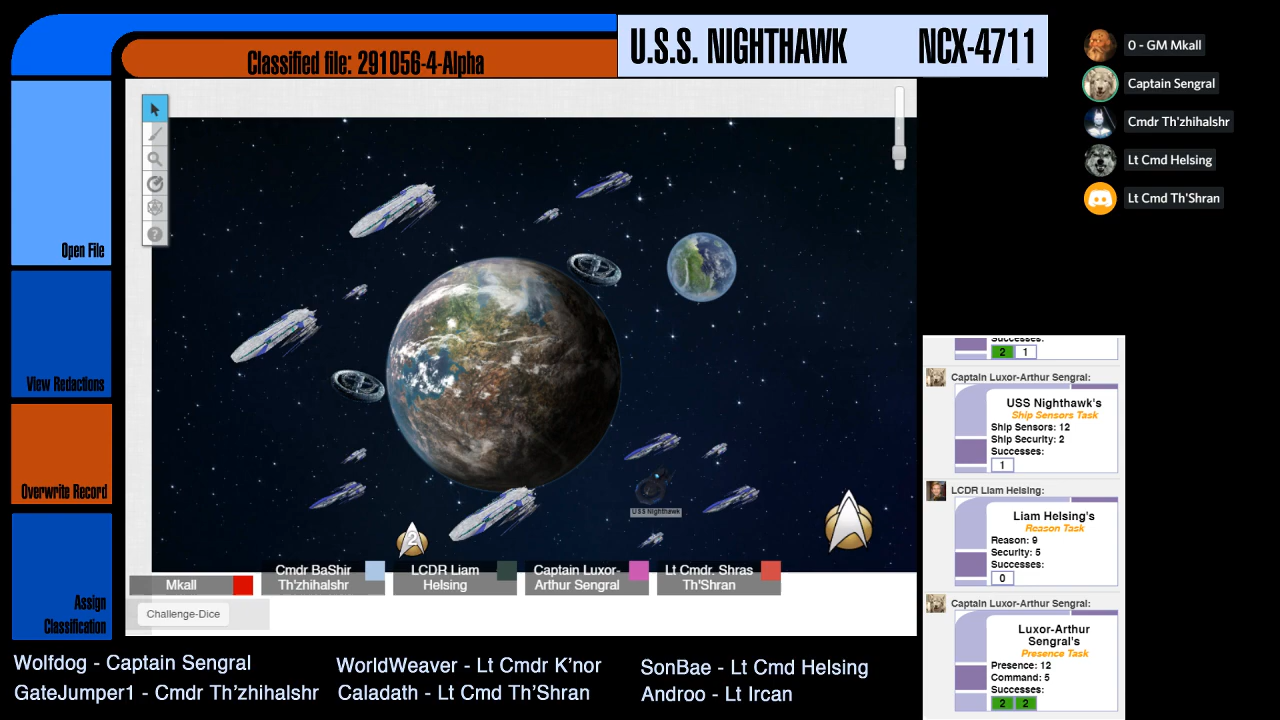 Classified file: 291056-4-Alpha
U.S.S. NIGHTHAWK NCX-4711
0 - GM Mkall
Captain Sengral
Cmdr Th'zhihalshr
Lt Cmd Helsing
Lt Cmd Th'Shran
Open File
View Redactions
Overwrite Record
Assign
Classification
USS Nighthawk
2
Mkall
Cmdr BaShir
Th'zhihalshr
LCDR Liam
Helsing
Captain Luxor-
Arthur Sengral
Lt Cmdr. Shras
Th'Shran
Challenge-Dice
Successes:
2 1
Captain Luxor-Arthur Sengral:
USS Nighthawk's
Ship Sensors Task
Ship Sensors: 12
Ship Security: 2
Successes:
1
LCDR Liam Helsing:
Liam Helsing's
Reason Task
Reason: 9
Security: 5
Successes:
0
Captain Luxor-Arthur Sengral:
Luxor-Arthur
Sengral's
Presence Task
Presence: 12
Command: 5
Successes:
2 2
Wolfdog - Captain Sengral
WorldWeaver - Lt Cmdr K'nor
SonBae - Lt Cmd Helsing
GateJumper1 - Cmdr Th'zhihalshr
Caladath - Lt Cmd Th'Shran
Androo - Lt Ircan